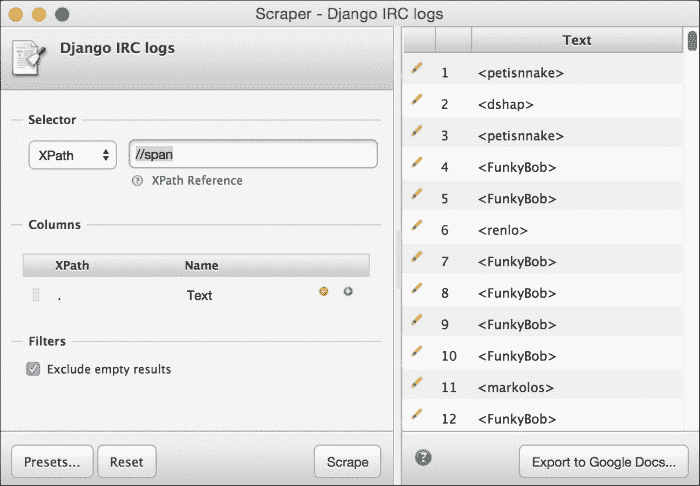 Scraper - Django IRC logs
Django IRC logs
Selector
XPath
//span
? XPath Reference
Columns
XPath Name
. Text
Filters
Exclude empty results
Presets... Reset Scrape
Text
1 <petisnnake>
2 <dshap>
3 <petisnnake>
4 <FunkyBob>
5 <FunkyBob>
6 <renlo>
7 <FunkyBob>
8 <FunkyBob>
9 <FunkyBob>
10 <FunkyBob>
11 <markolos>
12 <FunkyBob>
? Export to Google Docs...